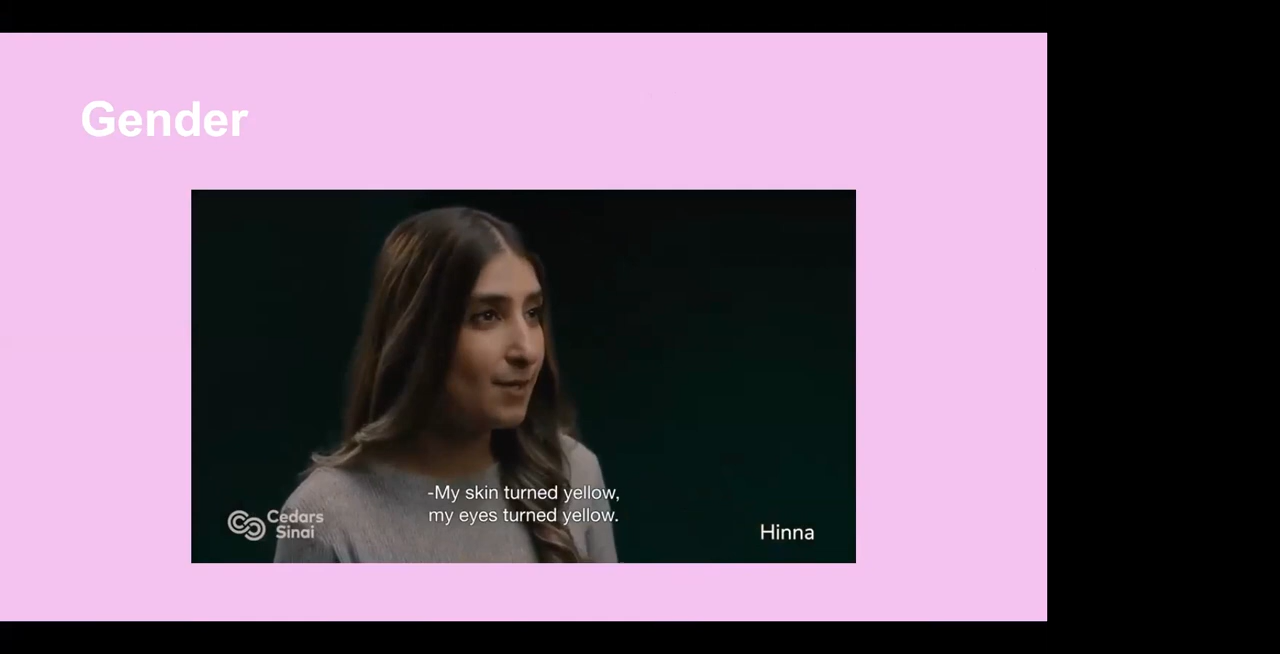 Gender
-My skin turned yellow,
my eyes turned yellow.
Cedars
Sinai
Hinna